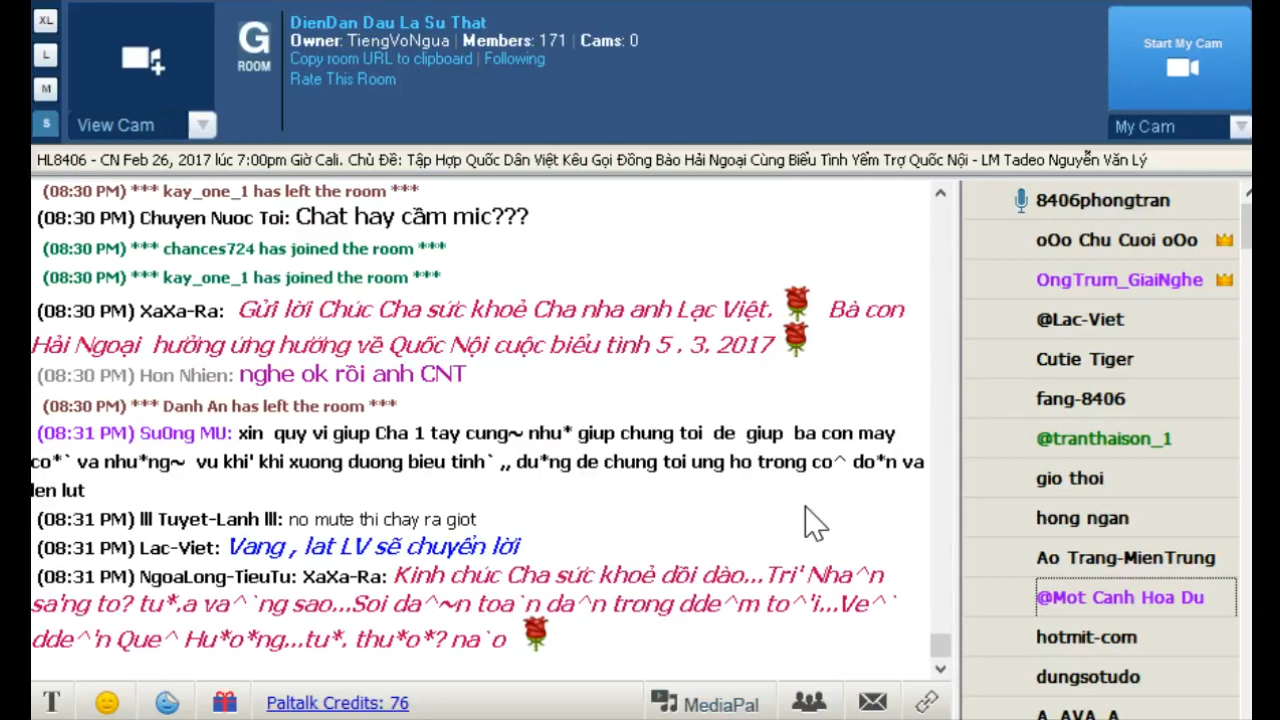 XL
L
M
S
View Cam
G
ROOM
DienDan Dau La Su That
Owner: TiengVoNgua | Members: 171 | Cams: 0
Copy room URL to clipboard | Following
Rate This Room
Start My Cam
My Cam
HL8406 - CN Feb 26, 2017 lúc 7:00pm Giờ Cali. Chủ Đề: Tập Hợp Quốc Dân Việt Kêu Gọi Đồng Bào Hải Ngoại Cùng Biểu Tình Yểm Trợ Quốc Nội - LM Tadeo Nguyễn Văn Lý
(08:30 PM) *** kay_one_1 has left the room ***
(08:30 PM) Chuyen Nuoc Toi: Chat hay cầm mic???
(08:30 PM) *** chances724 has joined the room ***
(08:30 PM) *** kay_one_1 has joined the room ***
(08:30 PM) XaXa-Ra: Gửi lời Chúc Cha sức khoẻ Cha nha anh Lạc Việt. Bà con
Hải Ngoại hưởng ứng hướng về Quốc Nội cuộc biểu tình 5 . 3. 2017
(08:30 PM) Hon Nhien: nghe ok rồi anh CNT
(08:30 PM) *** Danh An has left the room ***
(08:31 PM) SuOng MU: xin quy vi giup Cha 1 tay cung~ nhu* giup chung toi de giup ba con may
co*` va nhu*ng~ vu khi' khi xuong duong bieu tinh` ,, du*ng de chung toi ung ho trong co^ do*n va
len lut
(08:31 PM) lll Tuyet-Lanh lll: no mute thi chay ra giot
(08:31 PM) Lac-Viet: Vang , lat LV sẽ chuyển lời
(08:31 PM) NgoaLong-TieuTu: XaXa-Ra: Kinh chúc Cha sức khoẻ dồi dào...Tri' Nha^n
sa'ng to? tu*.a va^`ng sao...Soi da^~n toa`n da^n trong dde^m to^'i...Ve^`
dde^'n Que^ Hu*o*ng...tu*. thu*o*? na`o
Paltalk Credits: 76
MediaPal
8406phongtran
oOo Chu Cuoi oOo
OngTrum_GiaiNghe
@Lac-Viet
Cutie Tiger
fang-8406
@tranthaison_1
gio thoi
hong ngan
Ao Trang-MienTrung
@Mot Canh Hoa Du
hotmit-com
dungsotudo
A_AVA_A